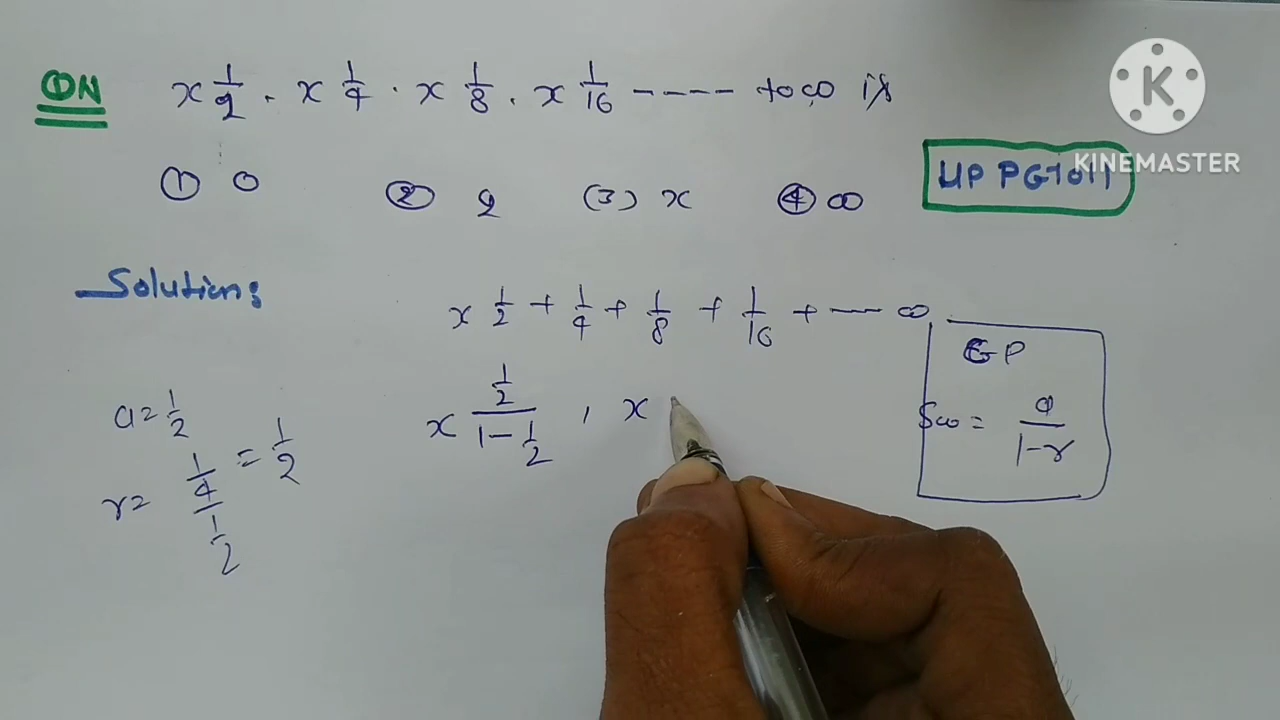 QN x^1/2 . x^1/4 . x^1/8 . x^1/16 ---- to ∞ is
① 0 ② 2 (3) x ④ ∞
UP PGT 011
KINEMASTER
Solution:
x^1/2 + 1/4 + 1/8 + 1/16 + --- ∞
GP
S∞ = a/(1-r)
a = 1/2
r = (1/4)/(1/2) = 1/2
x^(1/2)/(1-1/2) , x